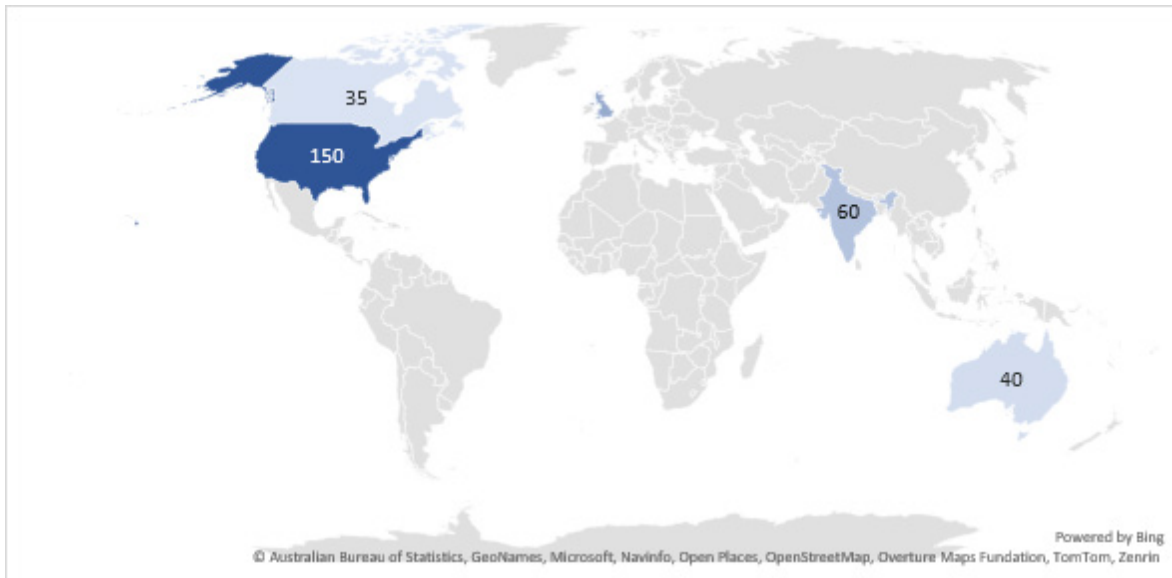 35
150
60
40
Powered by Bing
© Australian Bureau of Statistics, GeoNames, Microsoft, Navinfo, Open Places, OpenStreetMap, Overture Maps Fundation, TomTom, Zenrin